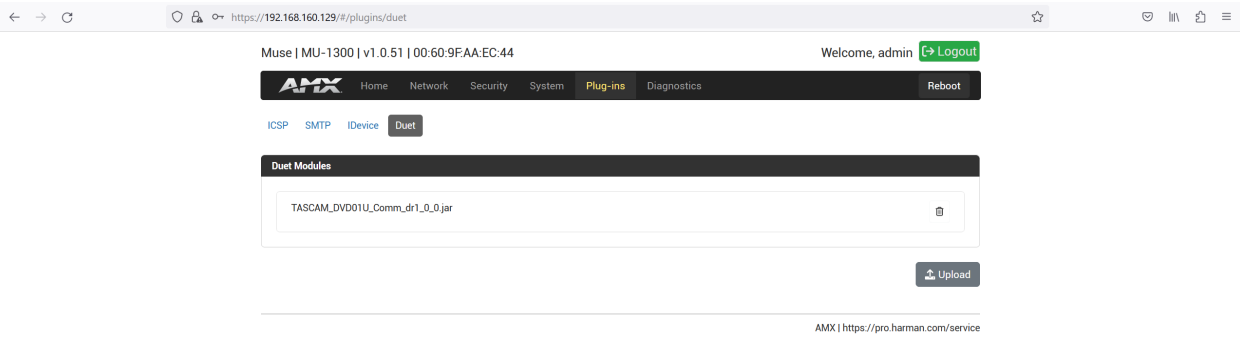 https://192.168.160.129/#/plugins/duet
Muse | MU-1300 | v1.0.51 | 00:60:9F:AA:EC:44
Welcome, admin Logout
AMX Home Network Security System Plug-ins Diagnostics Reboot
ICSP SMTP IDevice Duet
Duet Modules
TASCAM_DVD01U_Comm_dr1_0_0.jar
Upload
AMX | https://pro.harman.com/service